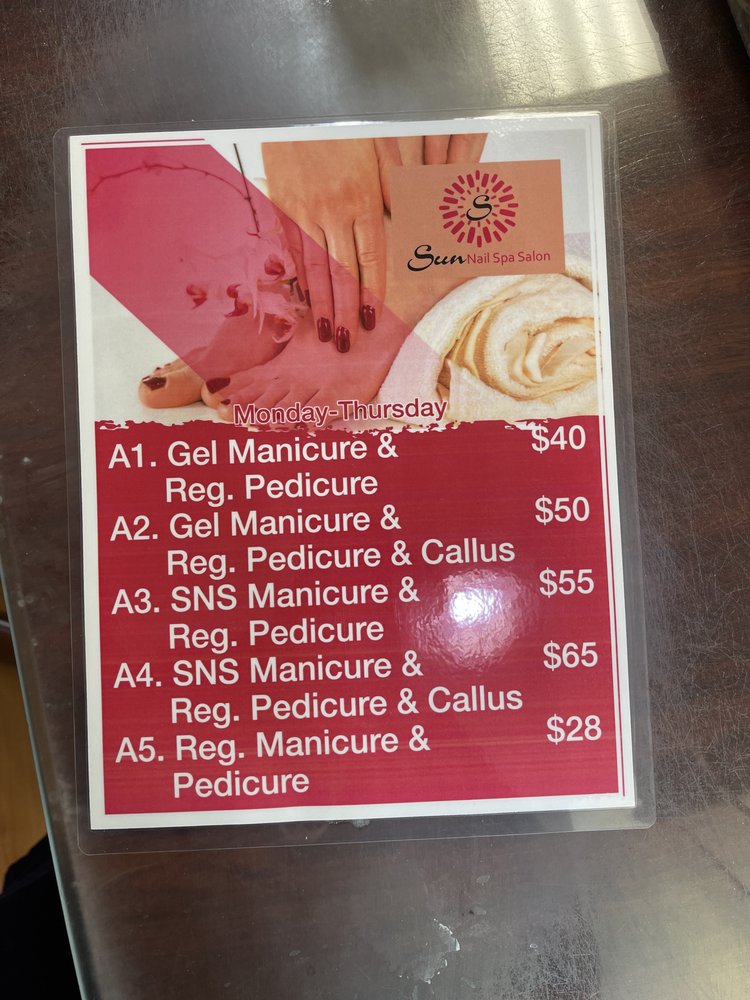 S
Sun Nail Spa Salon
Monday-Thursday
A1. Gel Manicure & $40
Reg. Pedicure
A2. Gel Manicure & $50
Reg. Pedicure & Callus
A3. SNS Manicure & $55
Reg. Pedicure
A4. SNS Manicure & $65
Reg. Pedicure & Callus
A5. Reg. Manicure & $28
Pedicure